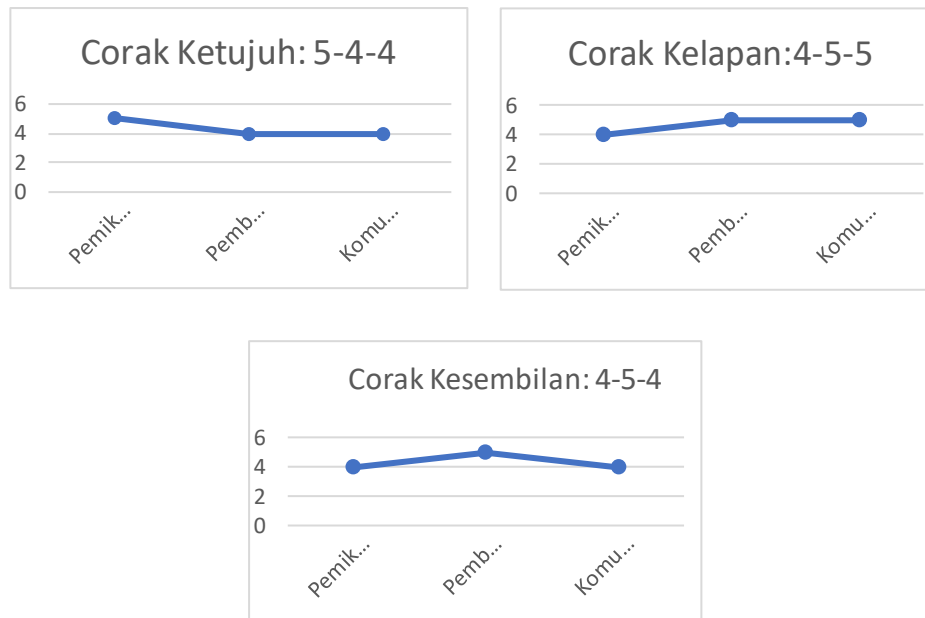 Corak Ketujuh: 5-4-4
6
4
2
0
Pemik...
Pemb...
Komu...
Corak Kelapan:4-5-5
6
4
2
0
Pemik...
Pemb...
Komu...
Corak Kesembilan: 4-5-4
6
4
2
0
Pemik...
Pemb...
Komu...